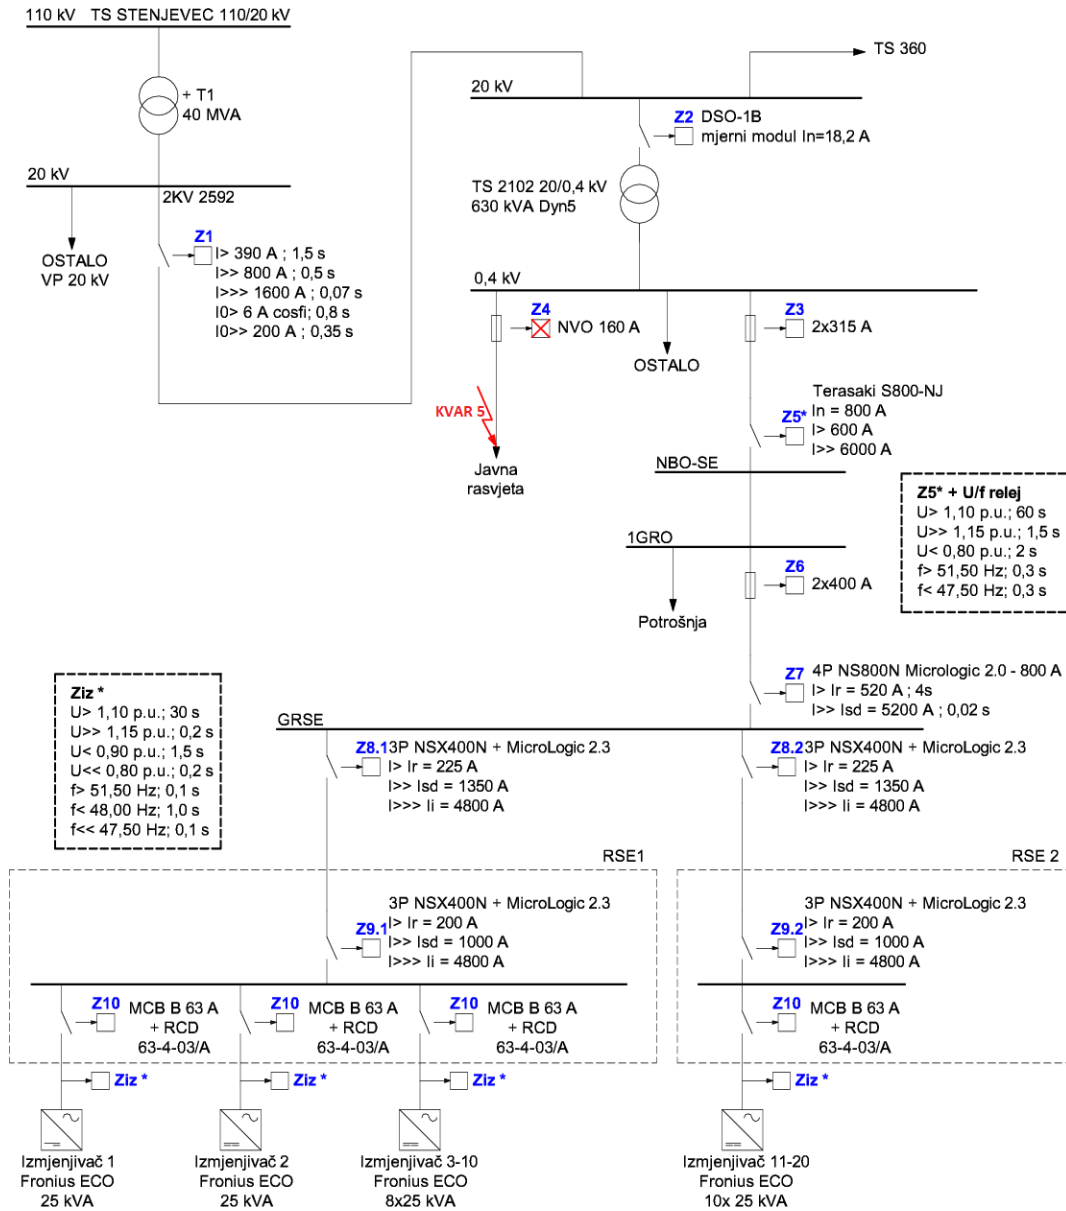 110 kV TS STENJEVEC 110/20 kV
+ T1
40 MVA
20 kV
2KV 2592
OSTALO
VP 20 kV
Z1
I> 390 A ; 1,5 s
I>> 800 A ; 0,5 s
I>>> 1600 A ; 0,07 s
I0> 6 A cosfi; 0,8 s
I0>> 200 A ; 0,35 s
TS 360
20 kV
Z2 DSO-1B
mjerni modul In=18,2 A
TS 2102 20/0,4 kV
630 kVA Dyn5
0,4 kV
Z4
NVO 160 A
OSTALO
Z3
2x315 A
KVAR 5
Javna
rasvjeta
Terasaki S800-NJ
In = 800 A
Z5* I> 600 A
I>> 6000 A
NBO-SE
Z5* + U/f relej
U> 1,10 p.u.; 60 s
U>> 1,15 p.u.; 1,5 s
U< 0,80 p.u.; 2 s
f> 51,50 Hz; 0,3 s
f< 47,50 Hz; 0,3 s
1GRO
Z6
2x400 A
Potrošnja
Z7 4P NS800N Micrologic 2.0 - 800 A
I> Ir = 520 A ; 4s
I>> Isd = 5200 A ; 0,02 s
Ziz *
U> 1,10 p.u.; 30 s
U>> 1,15 p.u.; 0,2 s
U< 0,90 p.u.; 1,5 s
U<< 0,80 p.u.; 0,2 s
f> 51,50 Hz; 0,1 s
f< 48,00 Hz; 1,0 s
f<< 47,50 Hz; 0,1 s
GRSE
Z8.1 3P NSX400N + MicroLogic 2.3
I> Ir = 225 A
I>> Isd = 1350 A
I>>> Ii = 4800 A
Z8.2 3P NSX400N + MicroLogic 2.3
I> Ir = 225 A
I>> Isd = 1350 A
I>>> Ii = 4800 A
RSE1
RSE 2
3P NSX400N + MicroLogic 2.3
Z9.1 I> Ir = 200 A
I>> Isd = 1000 A
I>>> Ii = 4800 A
3P NSX400N + MicroLogic 2.3
Z9.2 I> Ir = 200 A
I>> Isd = 1000 A
I>>> Ii = 4800 A
Z10 MCB B 63 A
+ RCD
63-4-03/A
Z10 MCB B 63 A
+ RCD
63-4-03/A
Z10 MCB B 63 A
+ RCD
63-4-03/A
Z10 MCB B 63 A
+ RCD
63-4-03/A
Ziz *
Ziz *
Ziz *
Ziz *
Izmjenjivač 1
Fronius ECO
25 kVA
Izmjenjivač 2
Fronius ECO
25 kVA
Izmjenjivač 3-10
Fronius ECO
8x25 kVA
Izmjenjivač 11-20
Fronius ECO
10x 25 kVA